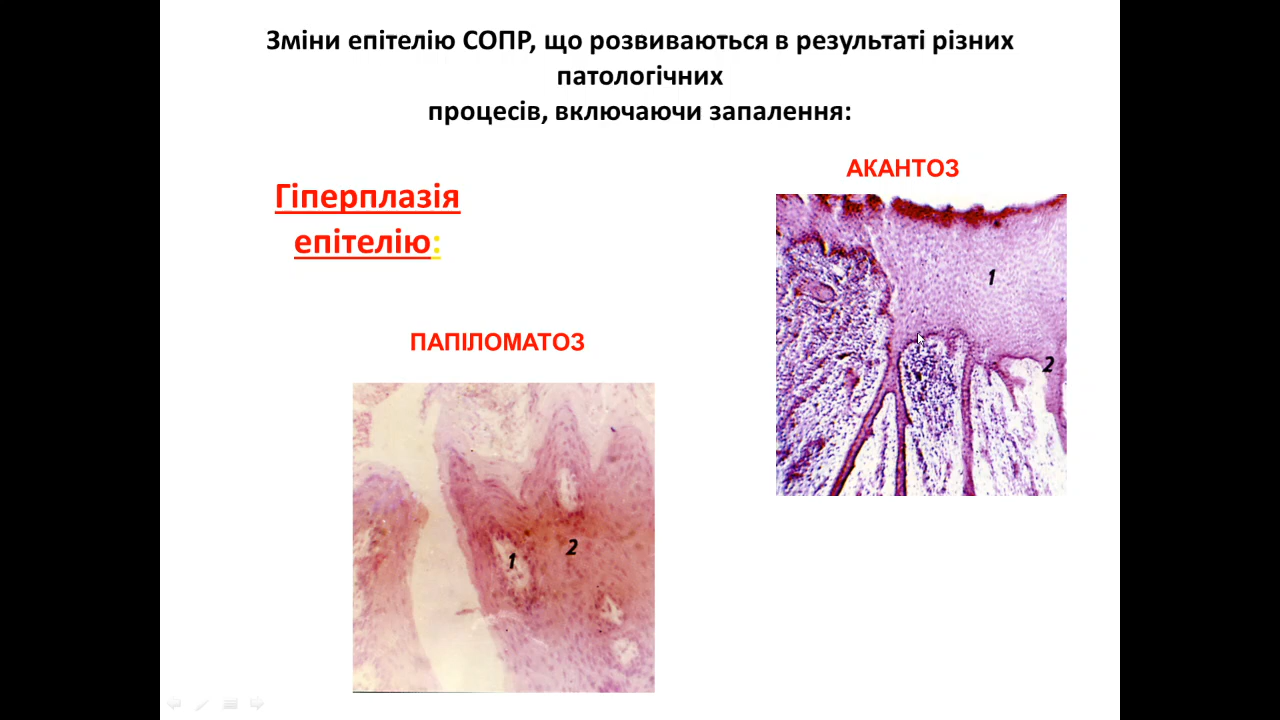 Зміни епітелію СОПР, що розвиваються в результаті різних
патологічних
процесів, включаючи запалення:
АКАНТОЗ
Гіперплазія
епітелію:
1
2
ПАПІЛОМАТОЗ
1
2